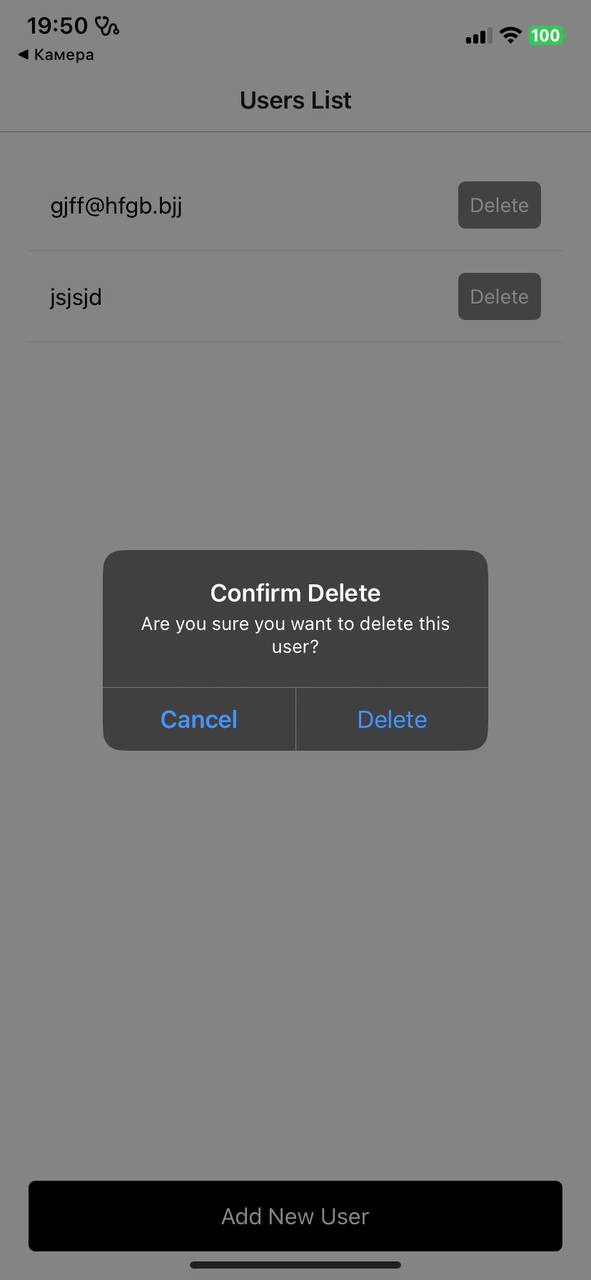 19:50
100
◀ Камера
Users List
gjff@hfgb.bjj
Delete
jsjsjd
Delete
Confirm Delete
Are you sure you want to delete this
user?
Cancel
Delete
Add New User